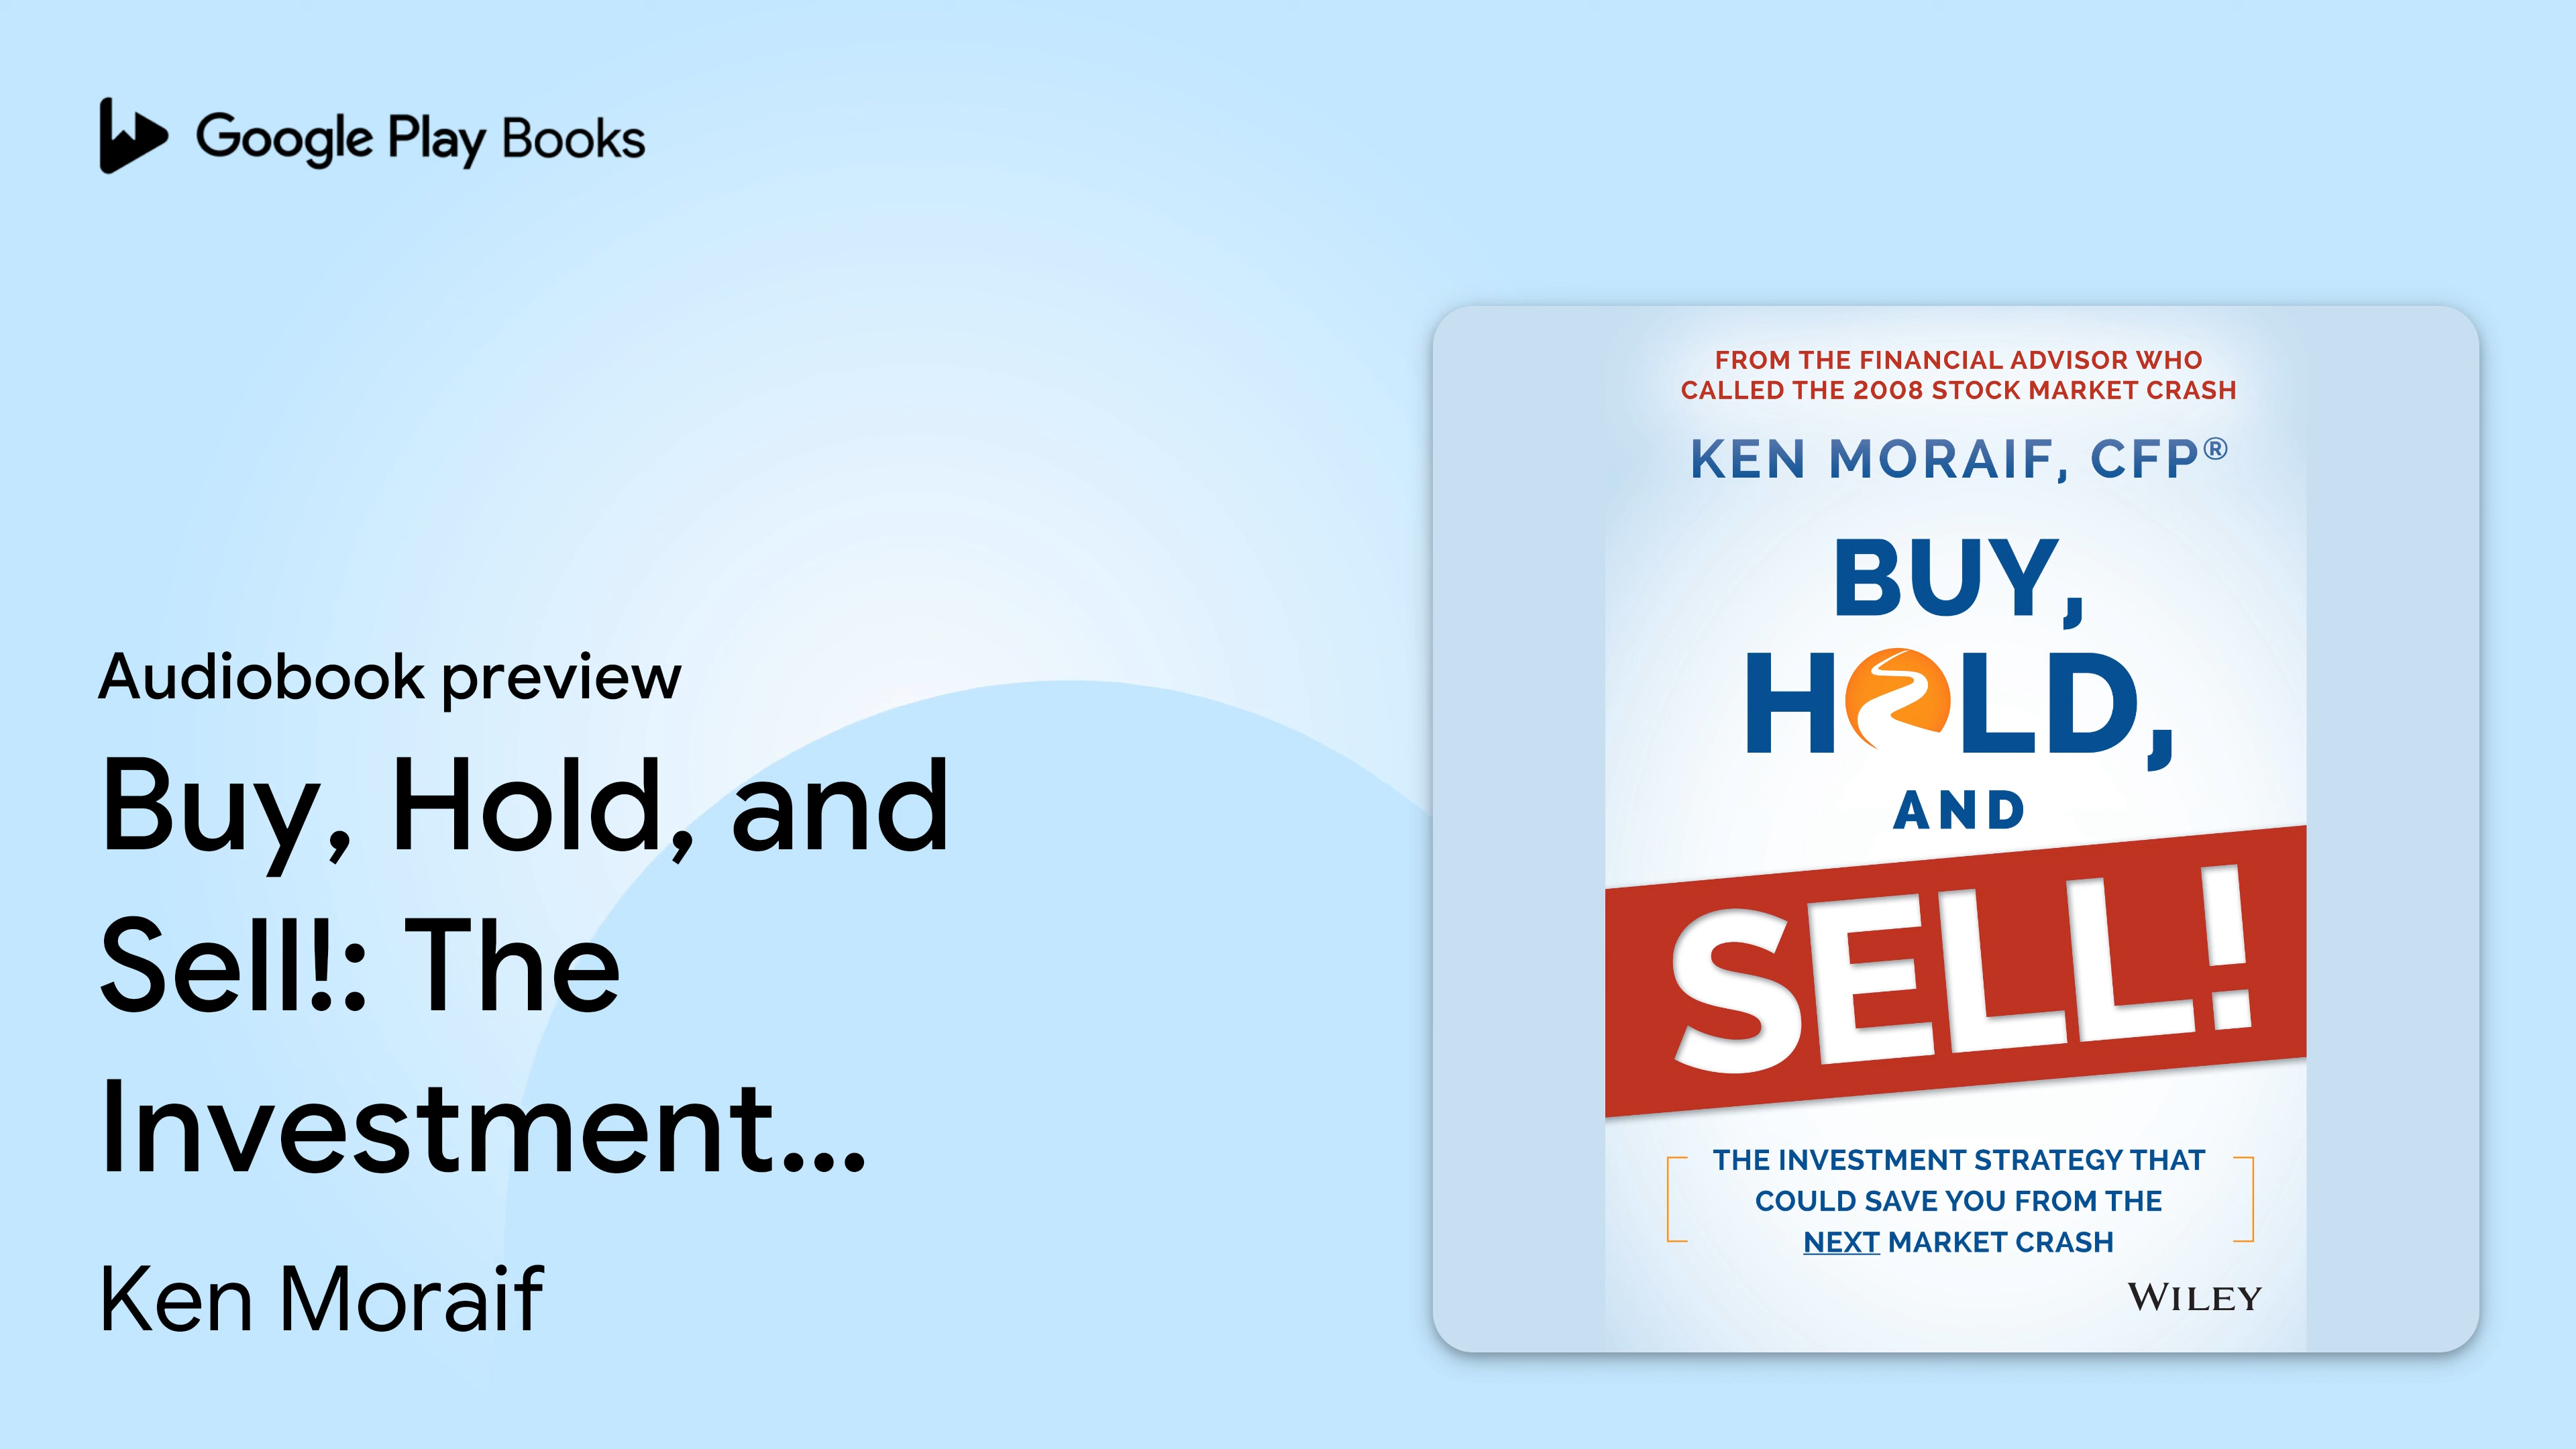 Google Play Books
Audiobook preview
Buy, Hold, and
Sell!: The
Investment...
Ken Moraif
FROM THE FINANCIAL ADVISOR WHO
CALLED THE 2008 STOCK MARKET CRASH
KEN MORAIF, CFP®
BUY,
HOLD,
AND
SELL!
THE INVESTMENT STRATEGY THAT
COULD SAVE YOU FROM THE
NEXT MARKET CRASH
WILEY